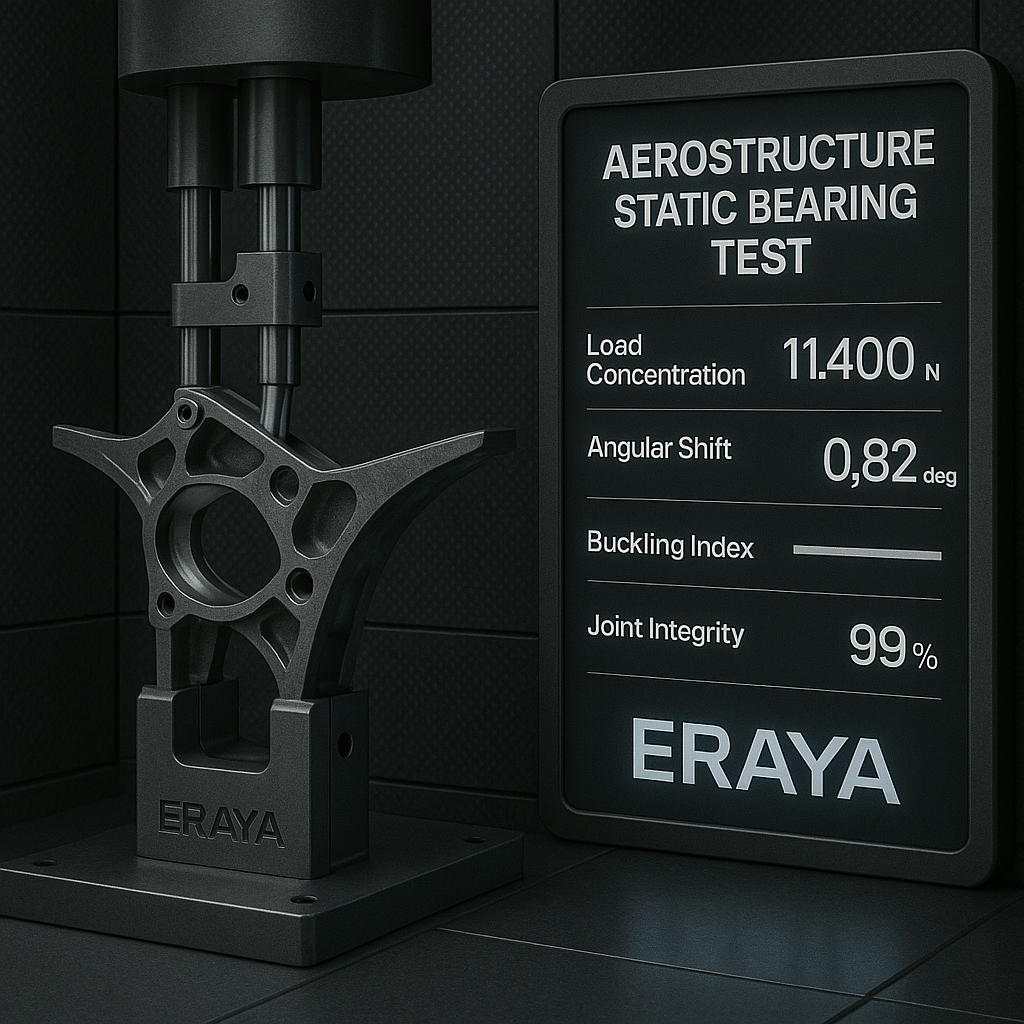 AEROSTRUCTURE
STATIC BEARING
TEST
Load
Concentration 11.400 N
Angular Shift 0,82 deg
Buckling Index
Joint Integrity 99 %
ERAYA
ERAYA